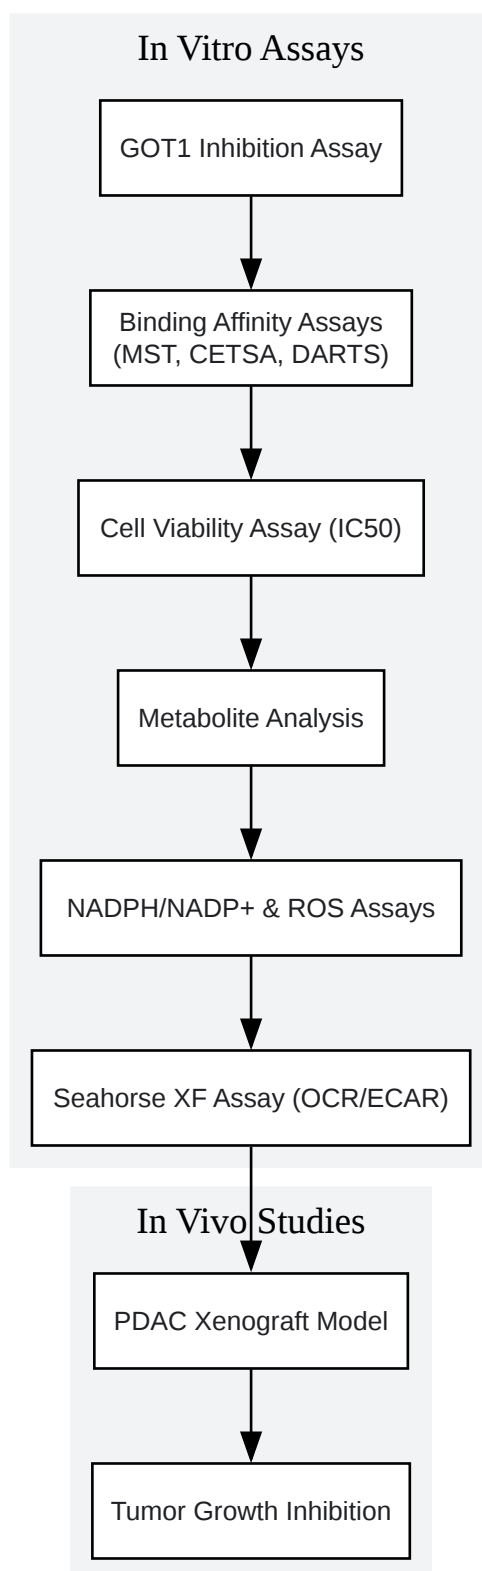 In Vitro Assays
GOT1 Inhibition Assay
Binding Affinity Assays
(MST, CETSA, DARTS)
Cell Viability Assay (IC50)
Metabolite Analysis
NADPH/NADP+ & ROS Assays
Seahorse XF Assay (OCR/ECAR)
In Vivo Studies
PDAC Xenograft Model
Tumor Growth Inhibition